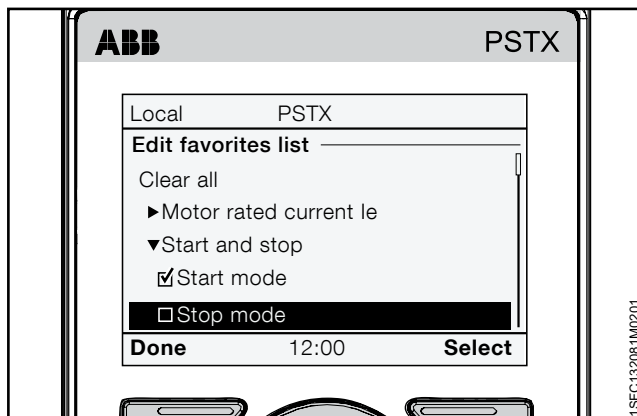 ABB PSTX
Local PSTX
Edit favorites list
Clear all
▶Motor rated current le
▼Start and stop
☑Start mode
☐Stop mode
Done 12:00 Select
1SFC132081M0201